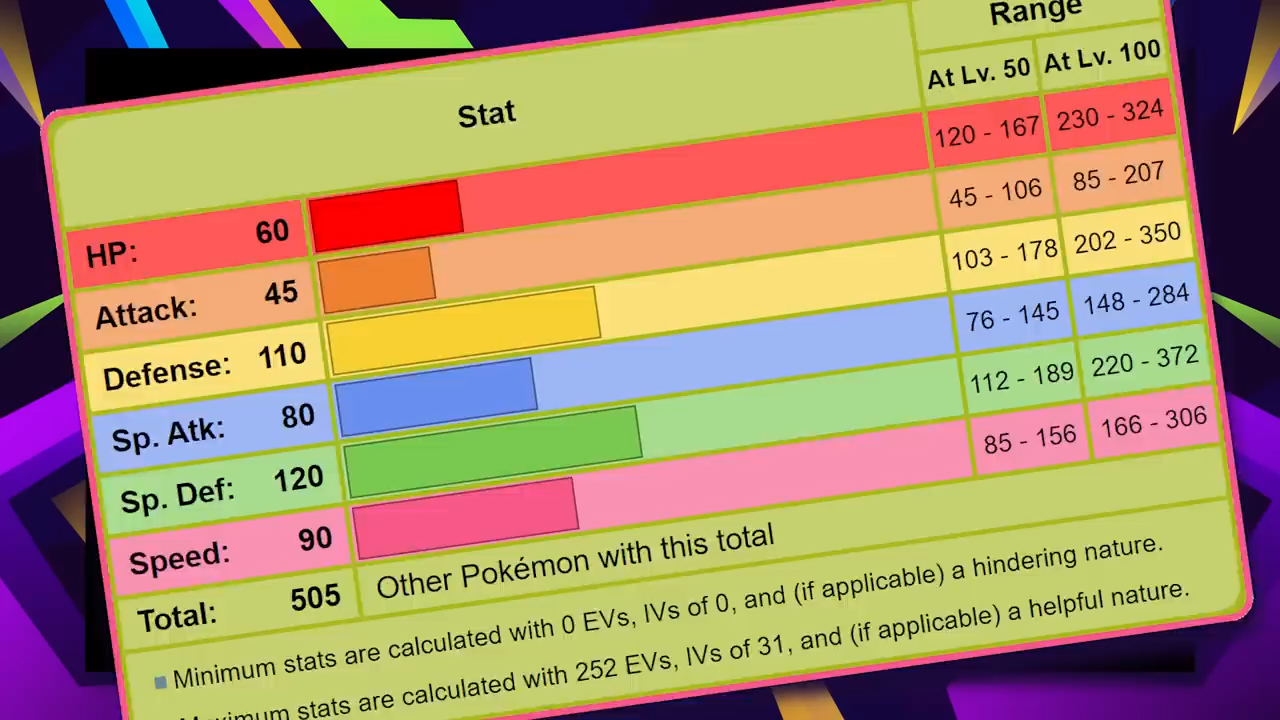 Range
Stat At Lv. 50 At Lv. 100
HP: 60 120 - 167 230 - 324
Attack: 45 45 - 106 85 - 207
Defense: 110 103 - 178 202 - 350
Sp. Atk: 80 76 - 145 148 - 284
Sp. Def: 120 112 - 189 220 - 372
Speed: 90 85 - 156 166 - 306
Total: 505 Other Pokémon with this total
Minimum stats are calculated with 0 EVs, IVs of 0, and (if applicable) a hindering nature.
Maximum stats are calculated with 252 EVs, IVs of 31, and (if applicable) a helpful nature.